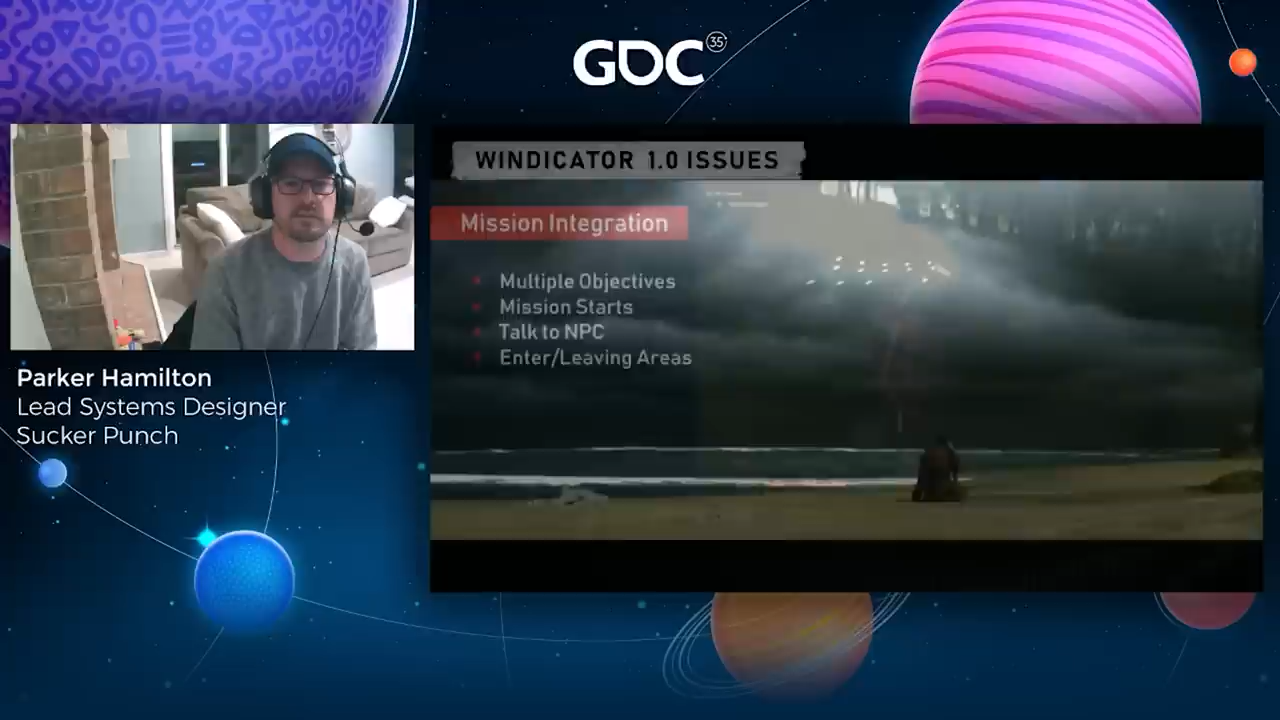 GDC 35
WINDICATOR 1.0 ISSUES
Mission Integration
Multiple Objectives
Mission Starts
Talk to NPC
Enter/Leaving Areas
Parker Hamilton
Lead Systems Designer
Sucker Punch